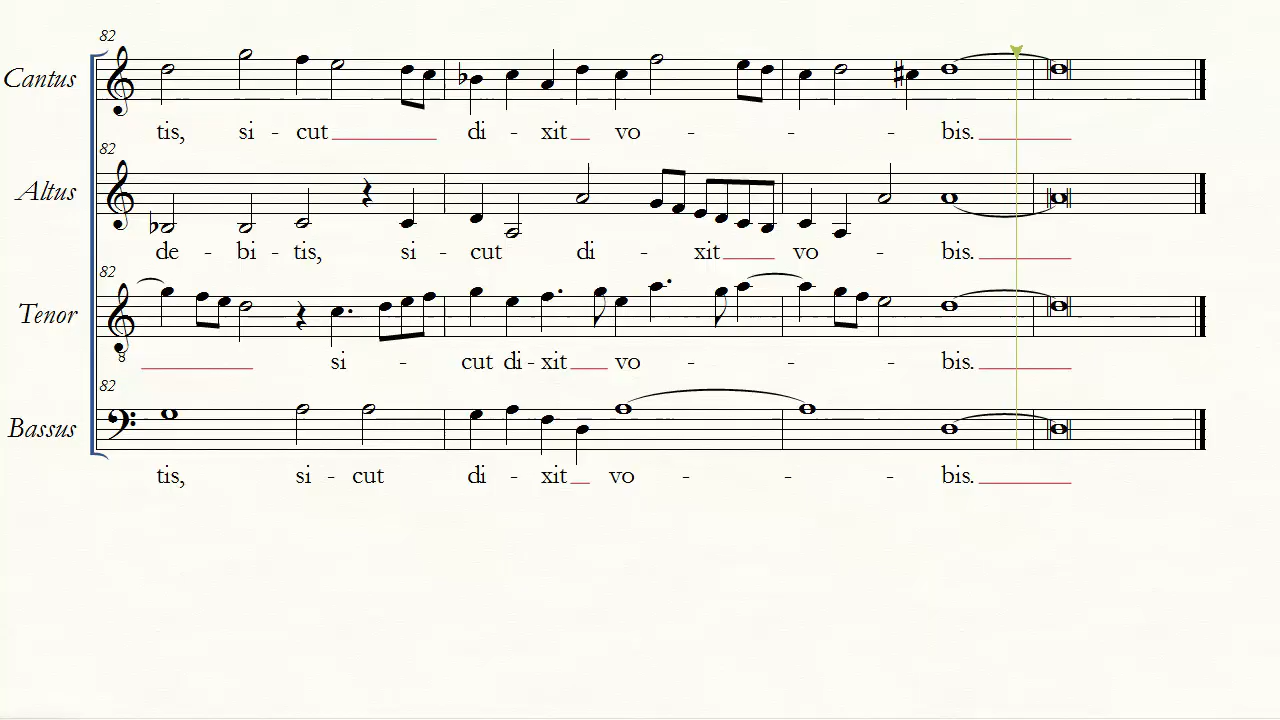 82
Cantus
tis, si - cut di - xit vo - - - bis.
82
Altus
de - bi - tis, si - cut di - xit vo - bis.
82
Tenor
8
si - cut di - xit vo - - - bis.
82
Bassus
tis, si - cut di - xit vo - - - bis.